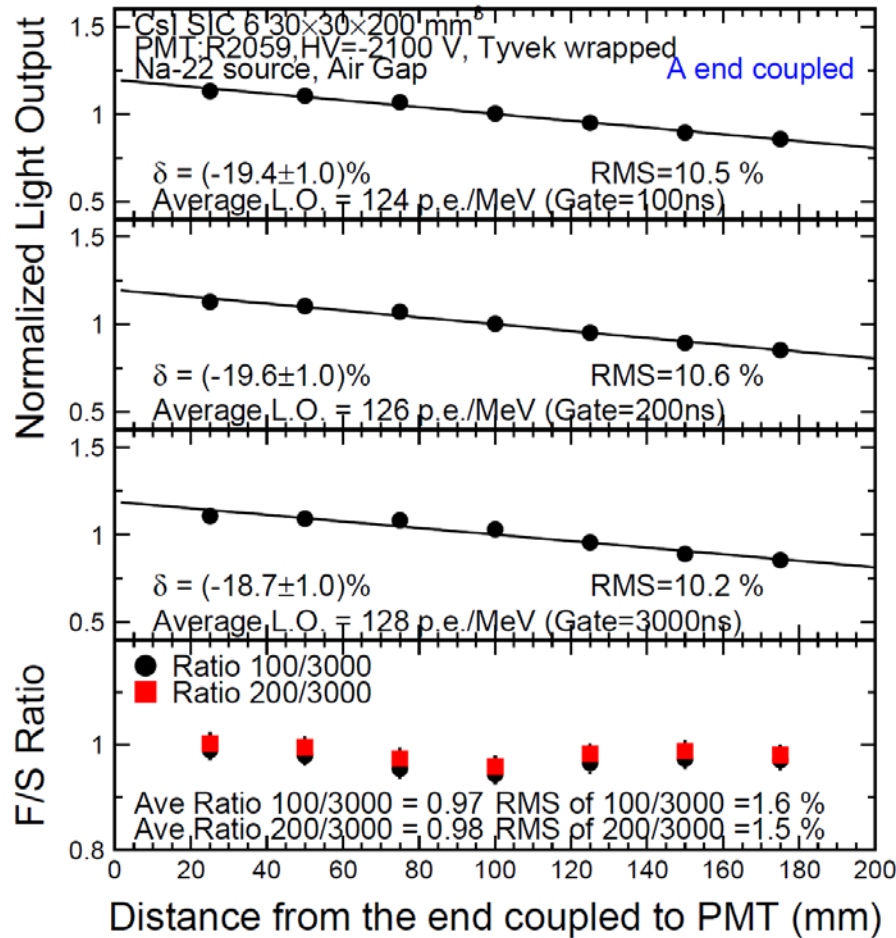 CsI SIC 6 30×30×200 mm³
PMT:R2059,HV=-2100 V, Tyvek wrapped
Na-22 source, Air Gap
A end coupled
δ = (-19.4±1.0)% RMS=10.5 %
Average L.O. = 124 p.e./MeV (Gate=100ns)
1.5
1
0.5
δ = (-19.6±1.0)% RMS=10.6 %
Average L.O. = 126 p.e./MeV (Gate=200ns)
1.5
1
0.5
δ = (-18.7±1.0)% RMS=10.2 %
Average L.O. = 128 p.e./MeV (Gate=3000ns)
1.5
1
0.5
Normalized Light Output
Ratio 100/3000
Ratio 200/3000
Ave Ratio 100/3000 = 0.97 RMS of 100/3000 =1.6 %
Ave Ratio 200/3000 = 0.98 RMS of 200/3000 =1.5 %
1
0.8
F/S Ratio
0 20 40 60 80 100 120 140 160 180 200
Distance from the end coupled to PMT (mm)